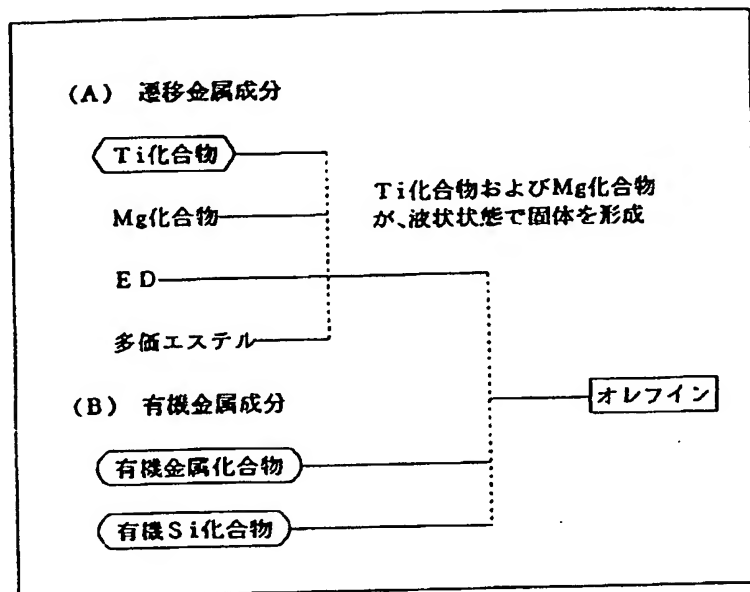 (A) 遷移金属成分
Ti化合物
Ti化合物およびMg化合物
が、液状状態で固体を形成
Mg化合物
ED
多価エステル
オレフイン
(B) 有機金属成分
有機金属化合物
有機Si化合物